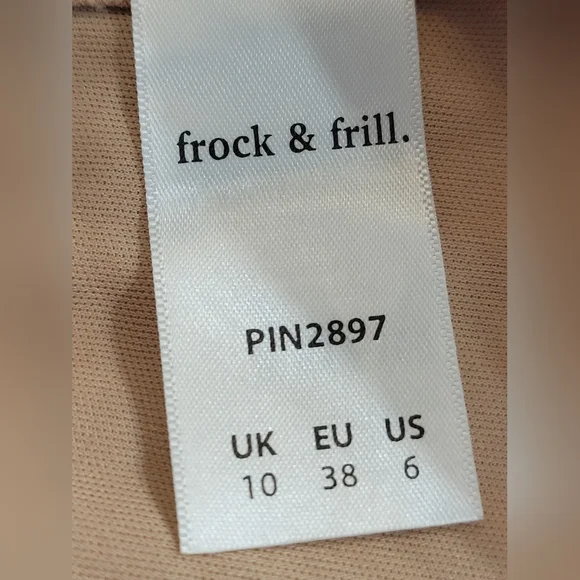 frock & frill.
PIN2897
UK EU US
10 38 6